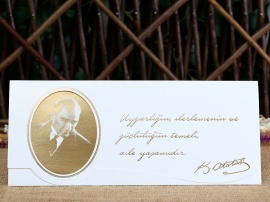 Uygarlığın, ilerlemenin ve
güçlülüğün temeli,
aile yaşamıdır.
K. Atatürk